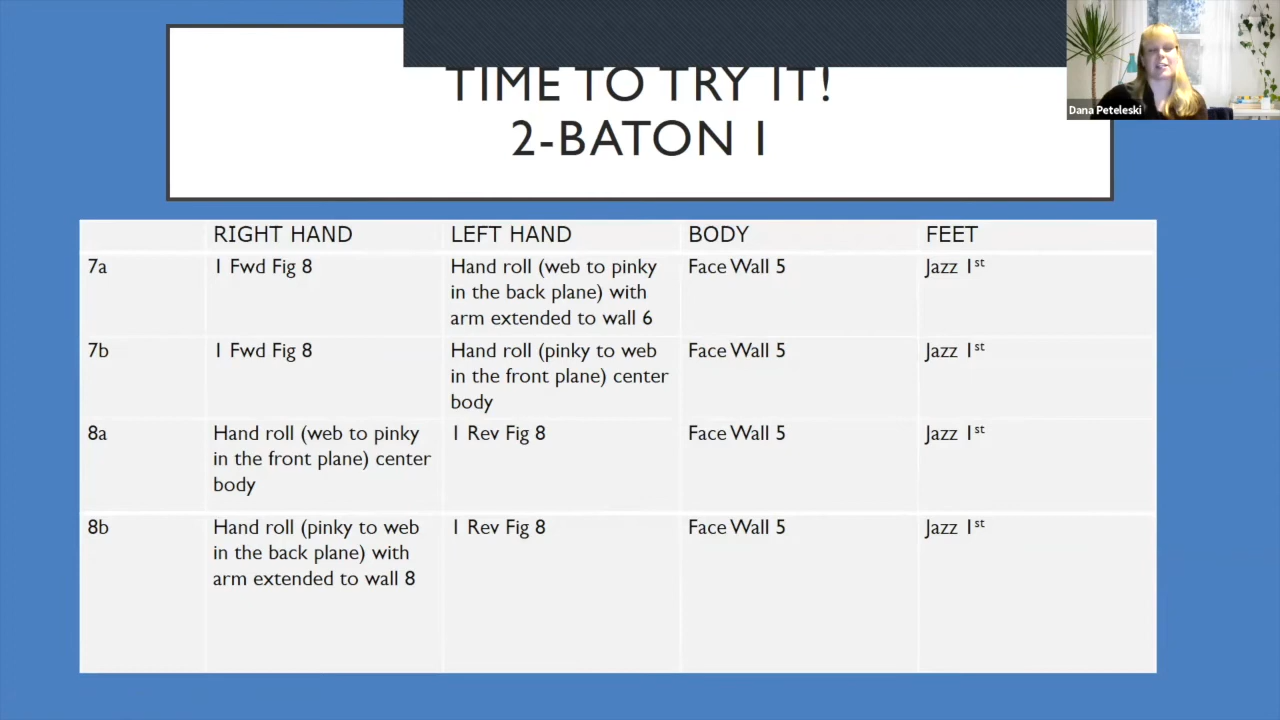 TIME TO TRY IT!
2-BATON 1
Dana Peteleski
RIGHT HAND LEFT HAND BODY FEET
7a 1 Fwd Fig 8 Hand roll (web to pinky Face Wall 5 Jazz 1st
in the back plane) with
arm extended to wall 6
7b 1 Fwd Fig 8 Hand roll (pinky to web Face Wall 5 Jazz 1st
in the front plane) center
body
8a Hand roll (web to pinky 1 Rev Fig 8 Face Wall 5 Jazz 1st
in the front plane) center
body
8b Hand roll (pinky to web 1 Rev Fig 8 Face Wall 5 Jazz 1st
in the back plane) with
arm extended to wall 8